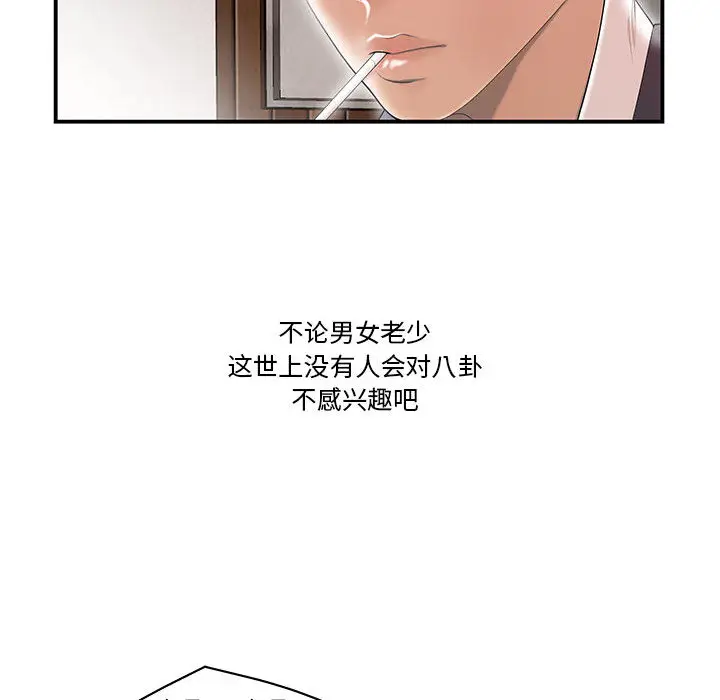 不论男女老少
这世上没有人会对八卦
不感兴趣吧